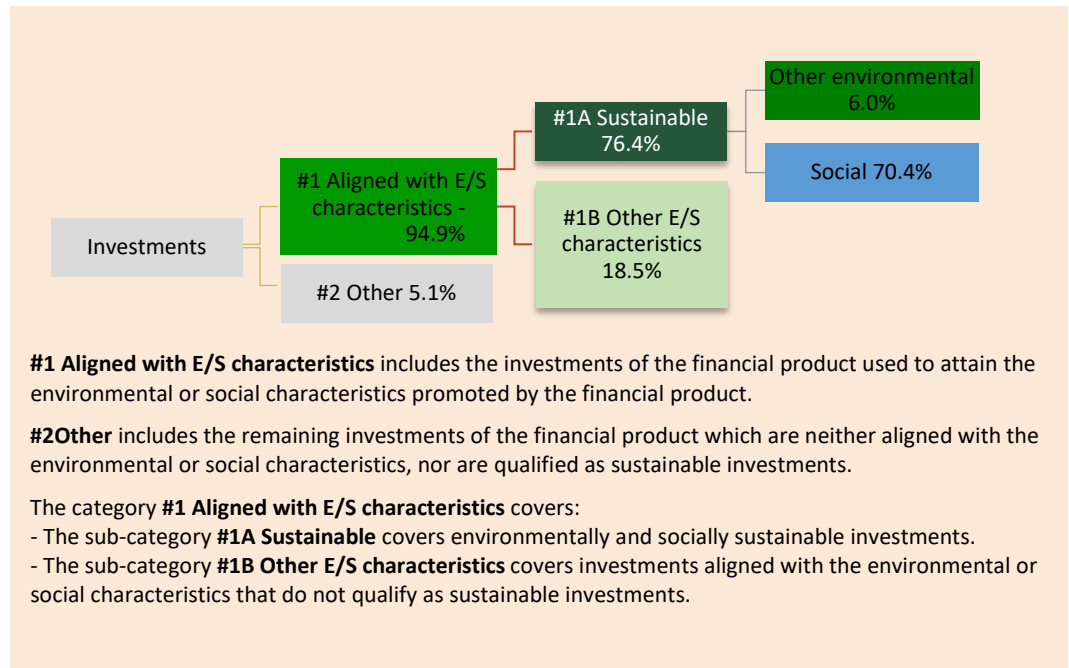 Other environmental
6.0%
#1A Sustainable
76.4%
Social 70.4%
#1 Aligned with E/S
characteristics -
94.9%
#1B Other E/S
characteristics
18.5%
Investments
#2 Other 5.1%
#1 Aligned with E/S characteristics includes the investments of the financial product used to attain the
environmental or social characteristics promoted by the financial product.
#2Other includes the remaining investments of the financial product which are neither aligned with the
environmental or social characteristics, nor are qualified as sustainable investments.
The category #1 Aligned with E/S characteristics covers:
- The sub-category #1A Sustainable covers environmentally and socially sustainable investments.
- The sub-category #1B Other E/S characteristics covers investments aligned with the environmental or
social characteristics that do not qualify as sustainable investments.